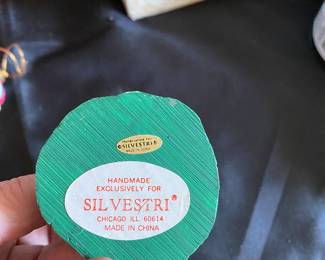 © SILVESTRI
HANDMADE
EXCLUSIVELY FOR
SILVESTRI®
CHICAGO ILL. 60614
MADE IN CHINA